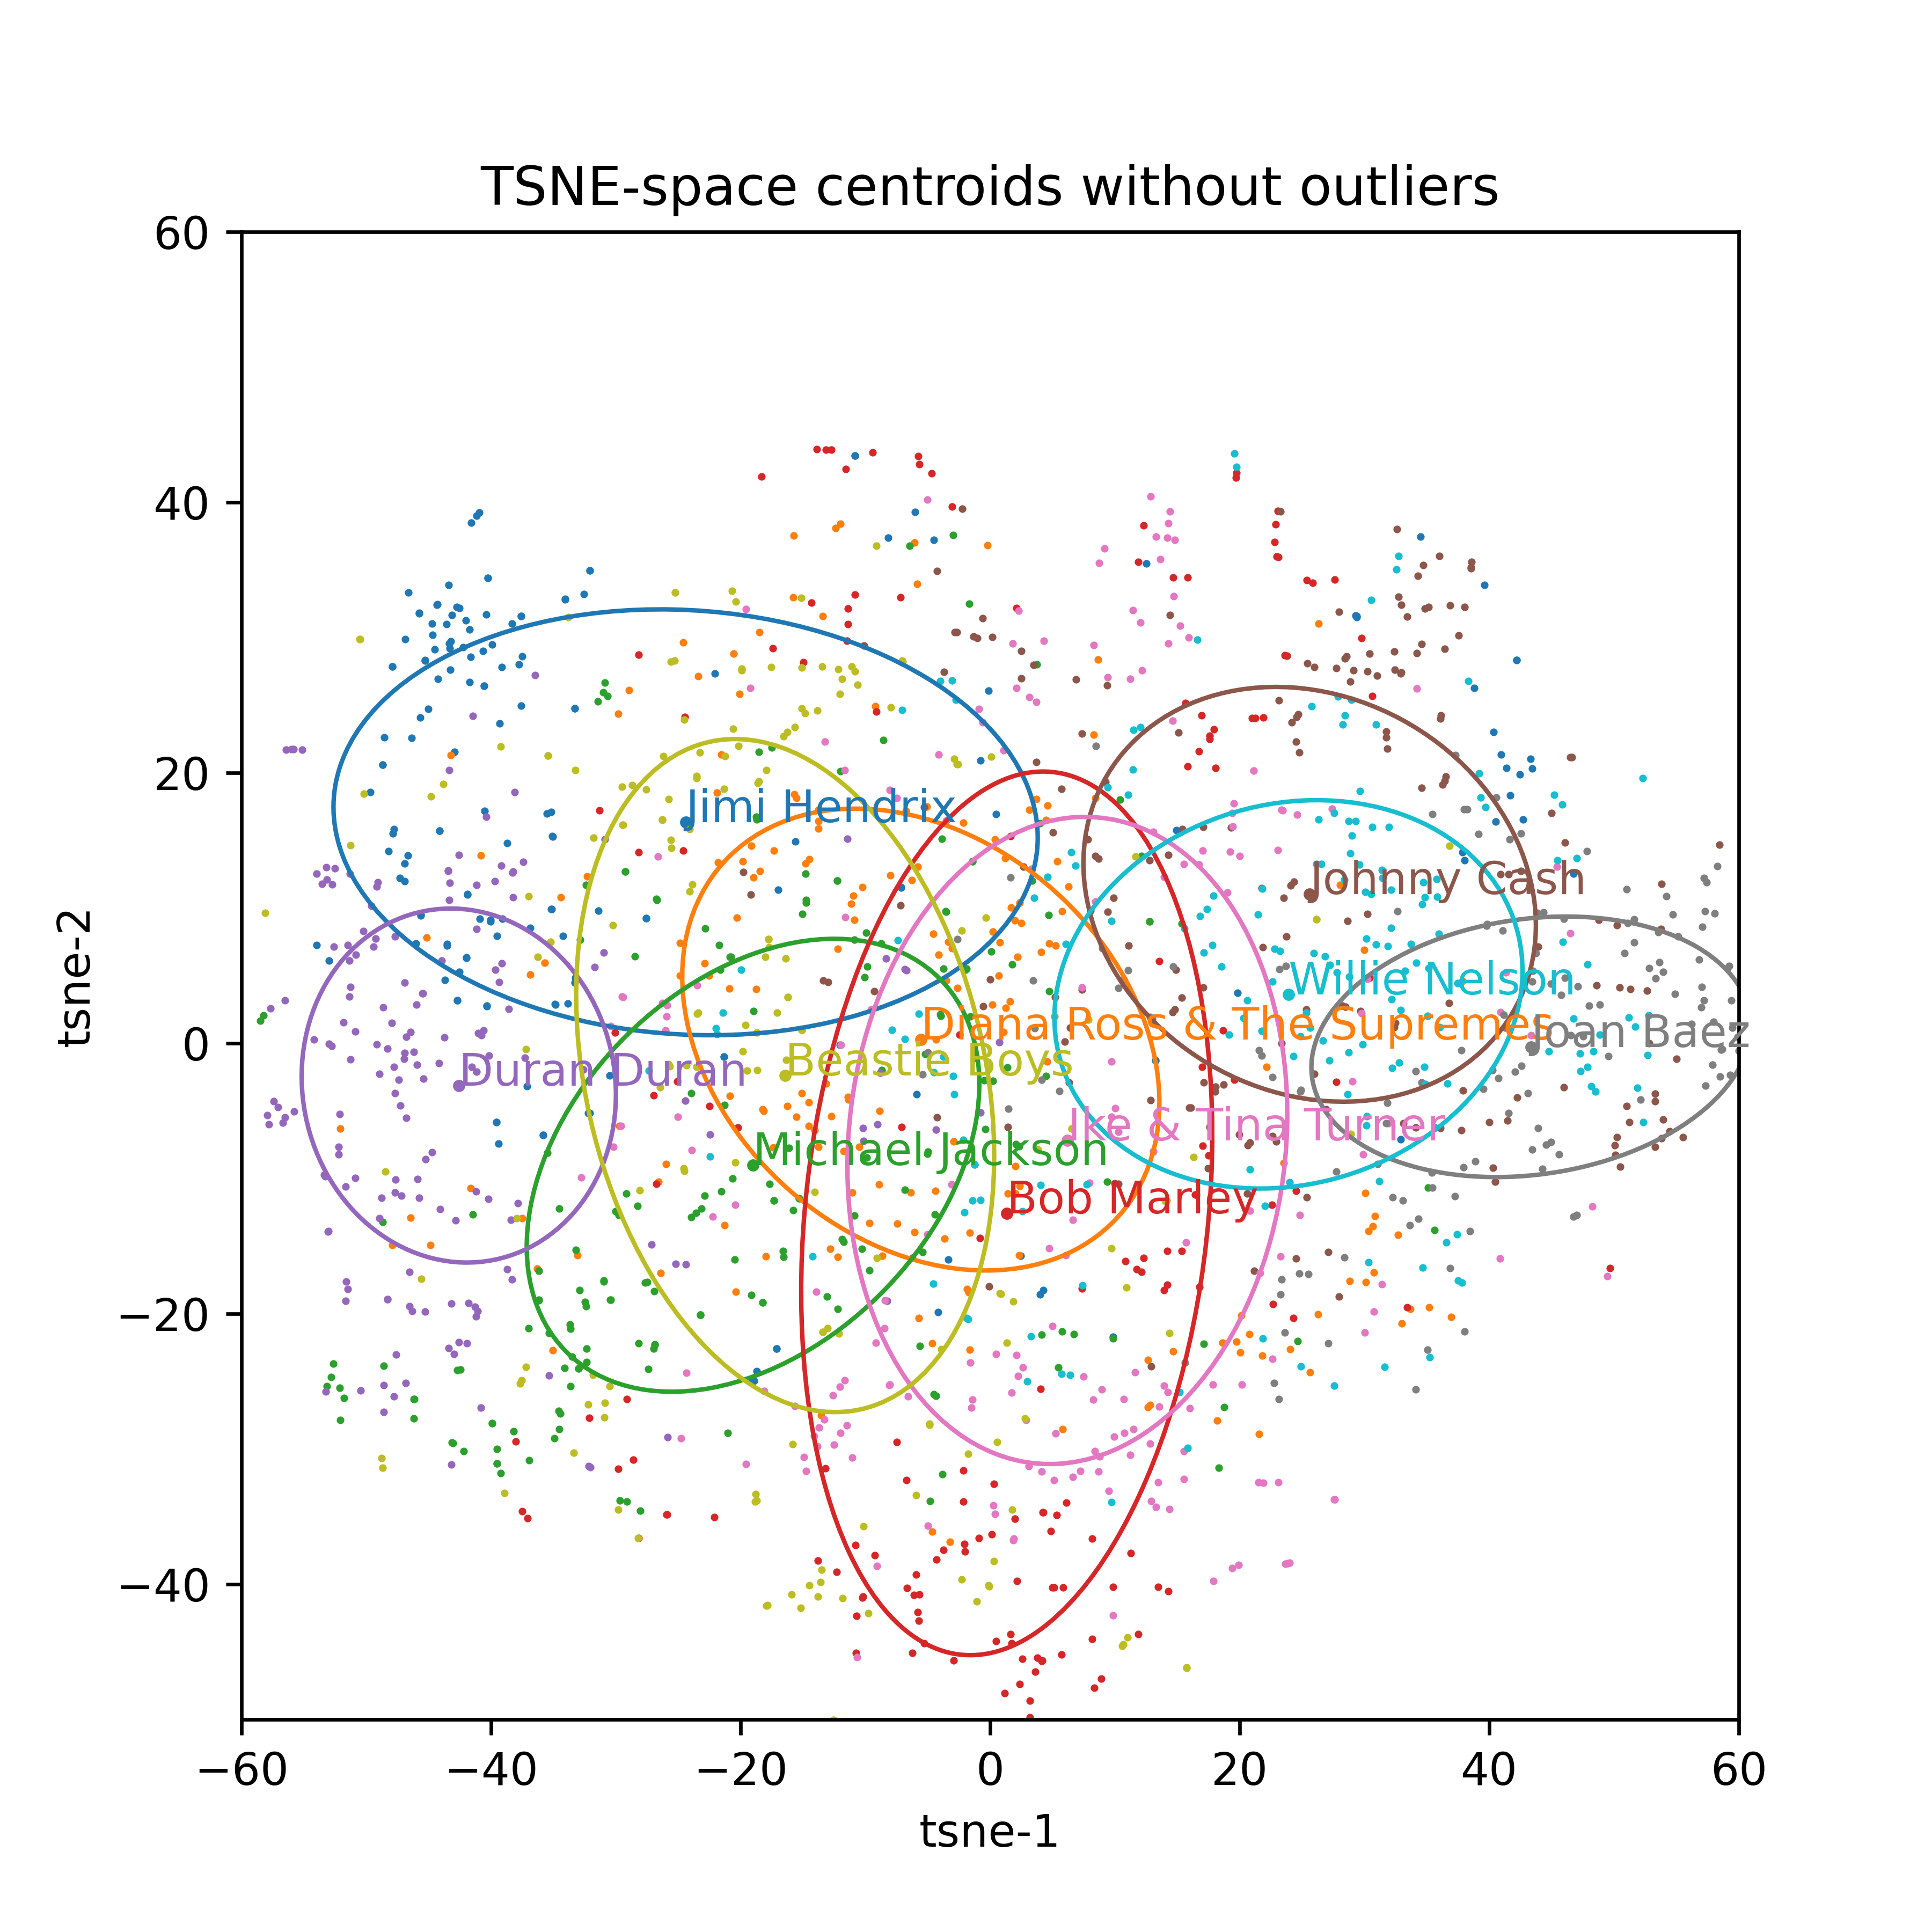 TSNE-space centroids without outliers
60
40
20
0
−20
−40
tsne-2
Jimi Hendrix
Johnny Cash
Willie Nelson
Diana Ross & The Supremes
Joan Baez
Beastie Boys
Duran Duran
Ike & Tina Turner
Michael Jackson
Bob Marley
−60 −40 −20 0 20 40 60
tsne-1